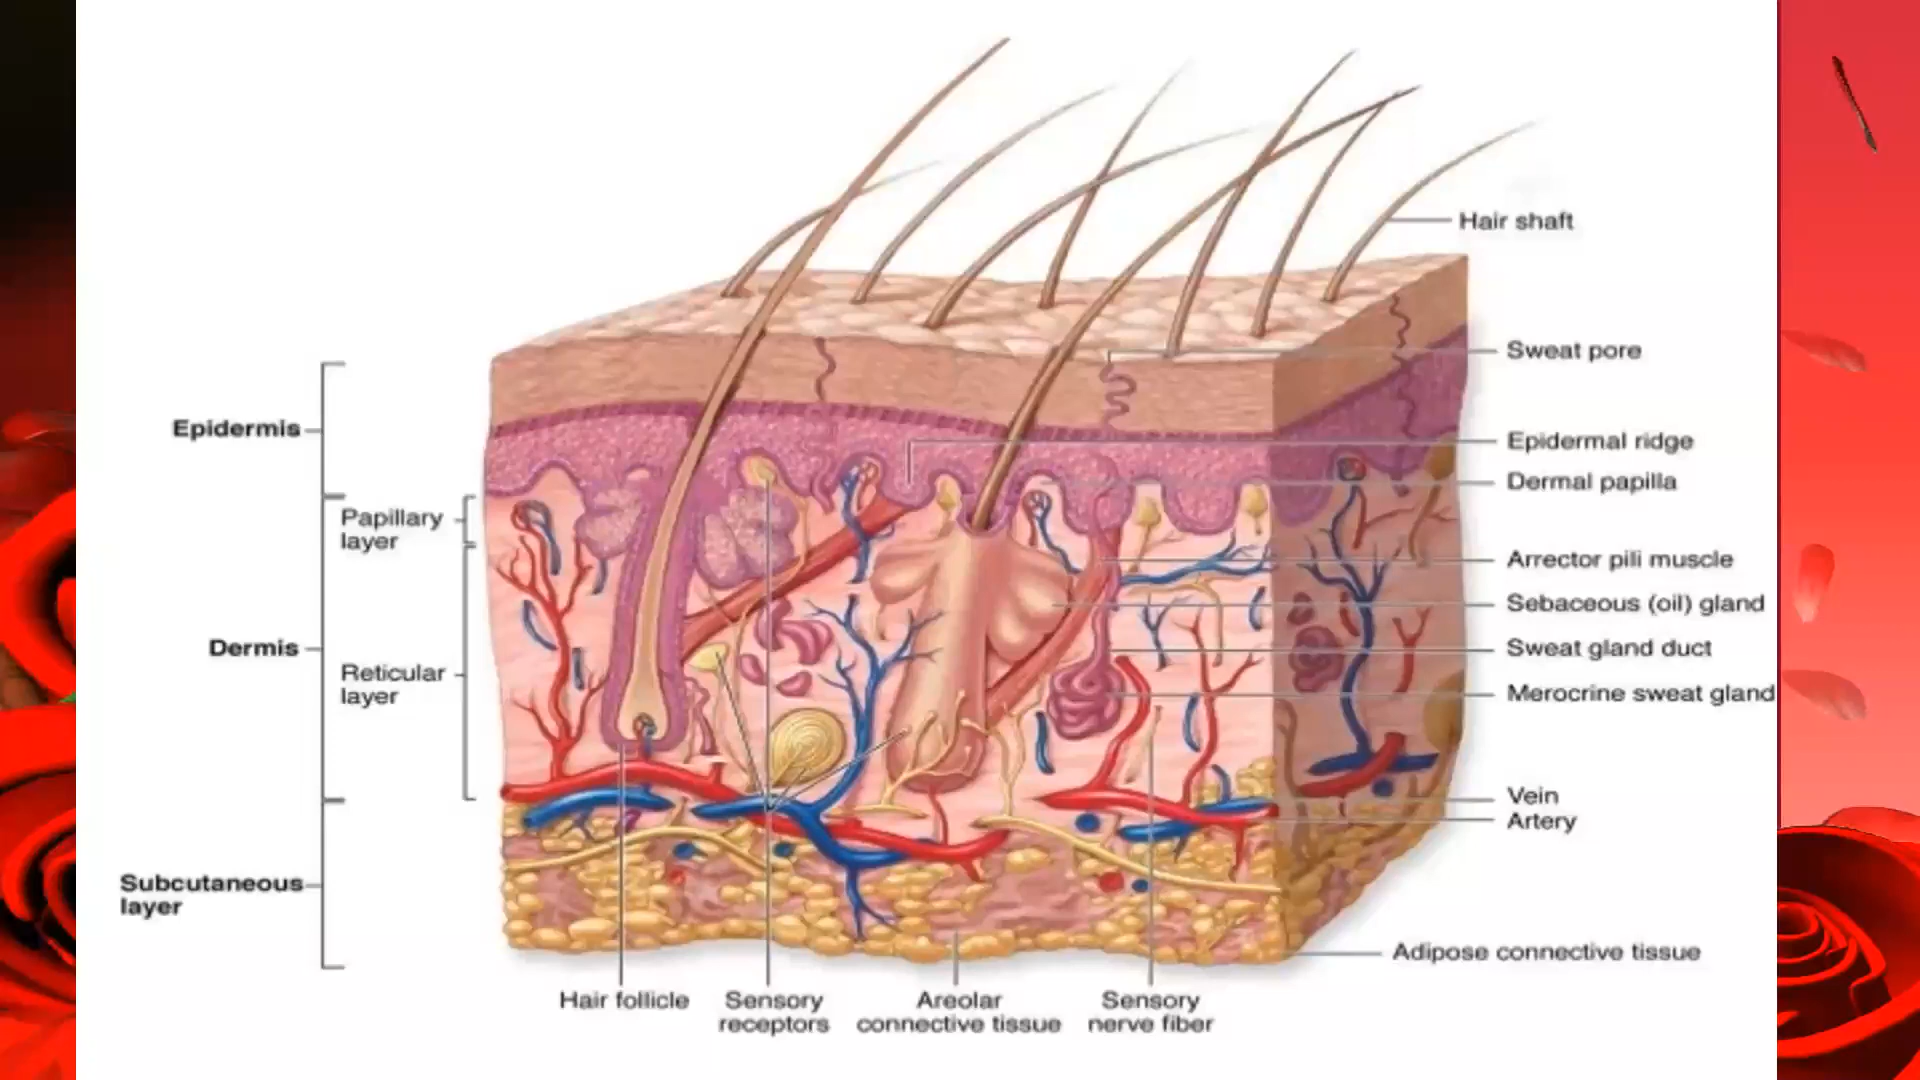 Hair shaft
Sweat pore
Epidermis
Epidermal ridge
Dermal papilla
Papillary
layer
Arrector pili muscle
Sebaceous (oil) gland
Dermis
Sweat gland duct
Reticular
layer
Merocrine sweat gland
Vein
Artery
Subcutaneous
layer
Adipose connective tissue
Hair follicle
Sensory
receptors
Areolar
connective tissue
Sensory
nerve fiber